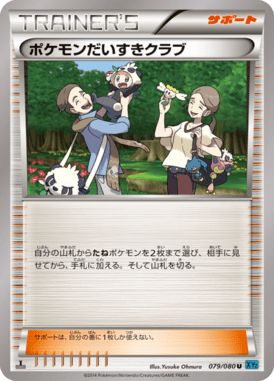 TRAINER'S
サポート
ポケモンだいすきクラブ
自分の山札からたねポケモンを2枚まで選び、相手に見
せてから、手札に加える。そして山札を切る。
サポートは、自分の番に1枚しか使えない。
Illus. Yusuke Ohmura
079/080 U
©2014 Pokémon/Nintendo/Creatures/GAME FREAK.